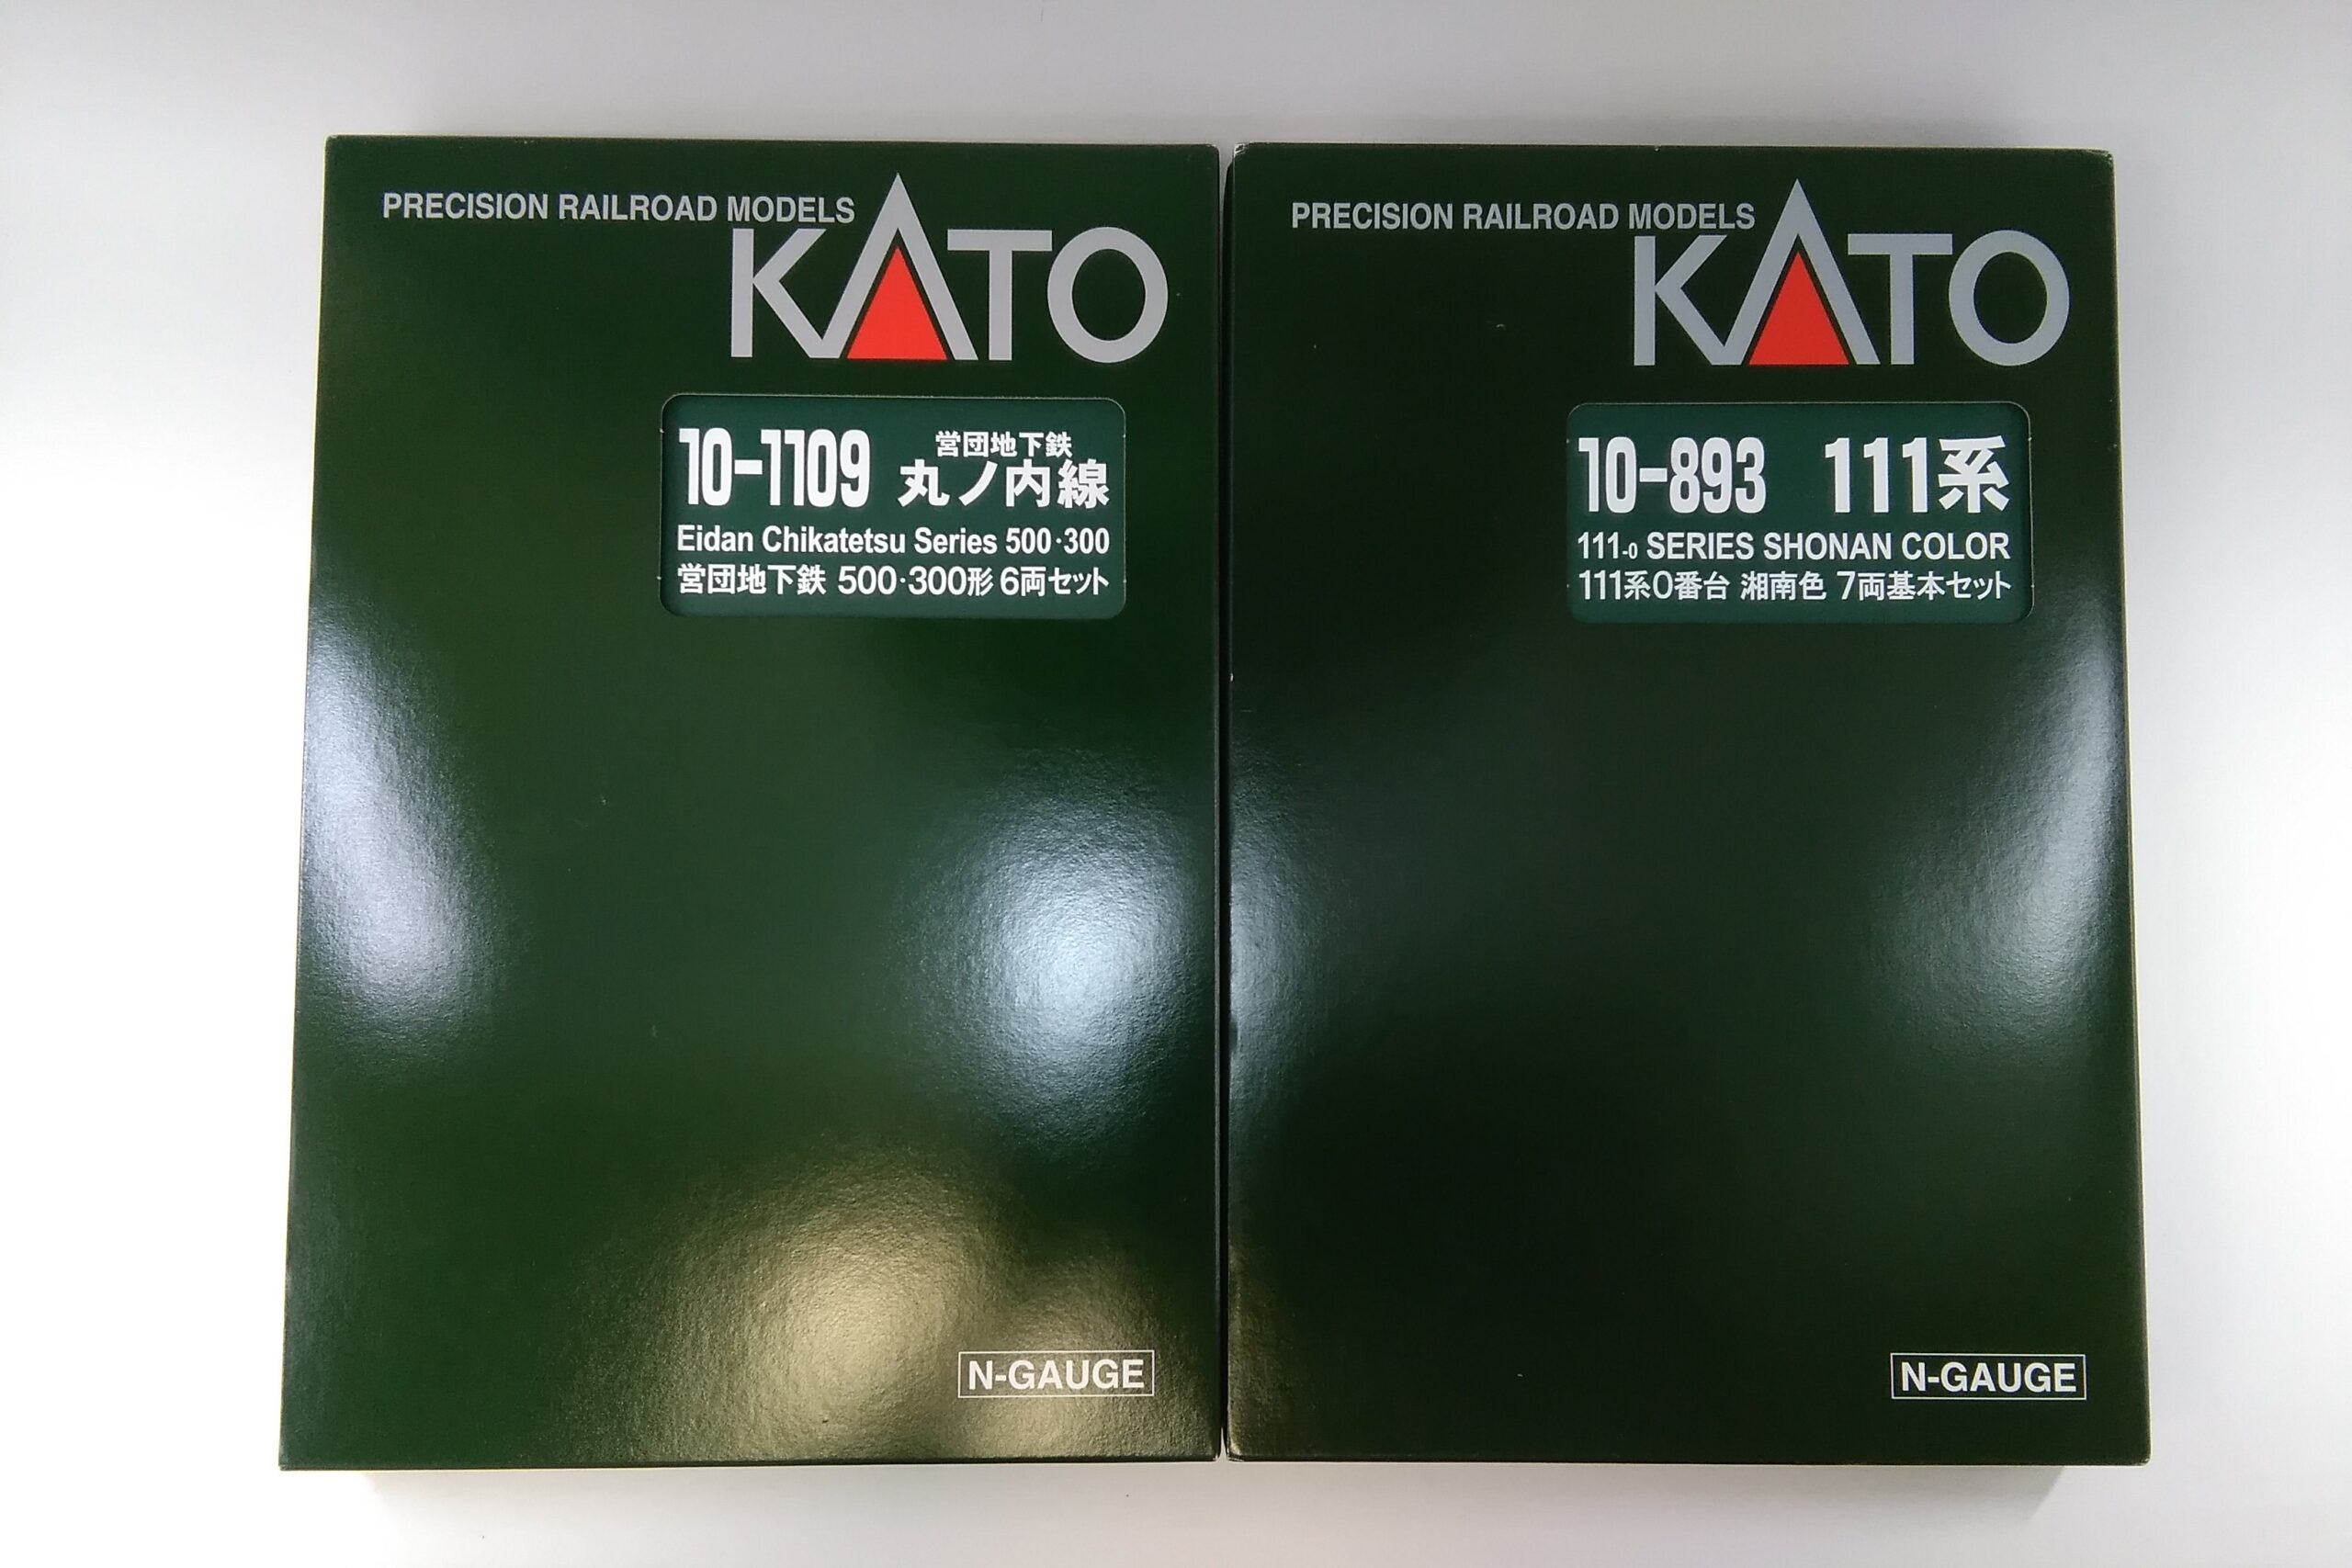 PRECISION RAILROAD MODELS
KATO
10-1109 営団地下鉄
丸ノ内線
Eidan Chikatetsu Series 500・300
営団地下鉄 500・300形 6両セット
N-GAUGE
PRECISION RAILROAD MODELS
KATO
10-893 111系
111-0 SERIES SHONAN COLOR
111系0番台 湘南色 7両基本セット
N-GAUGE